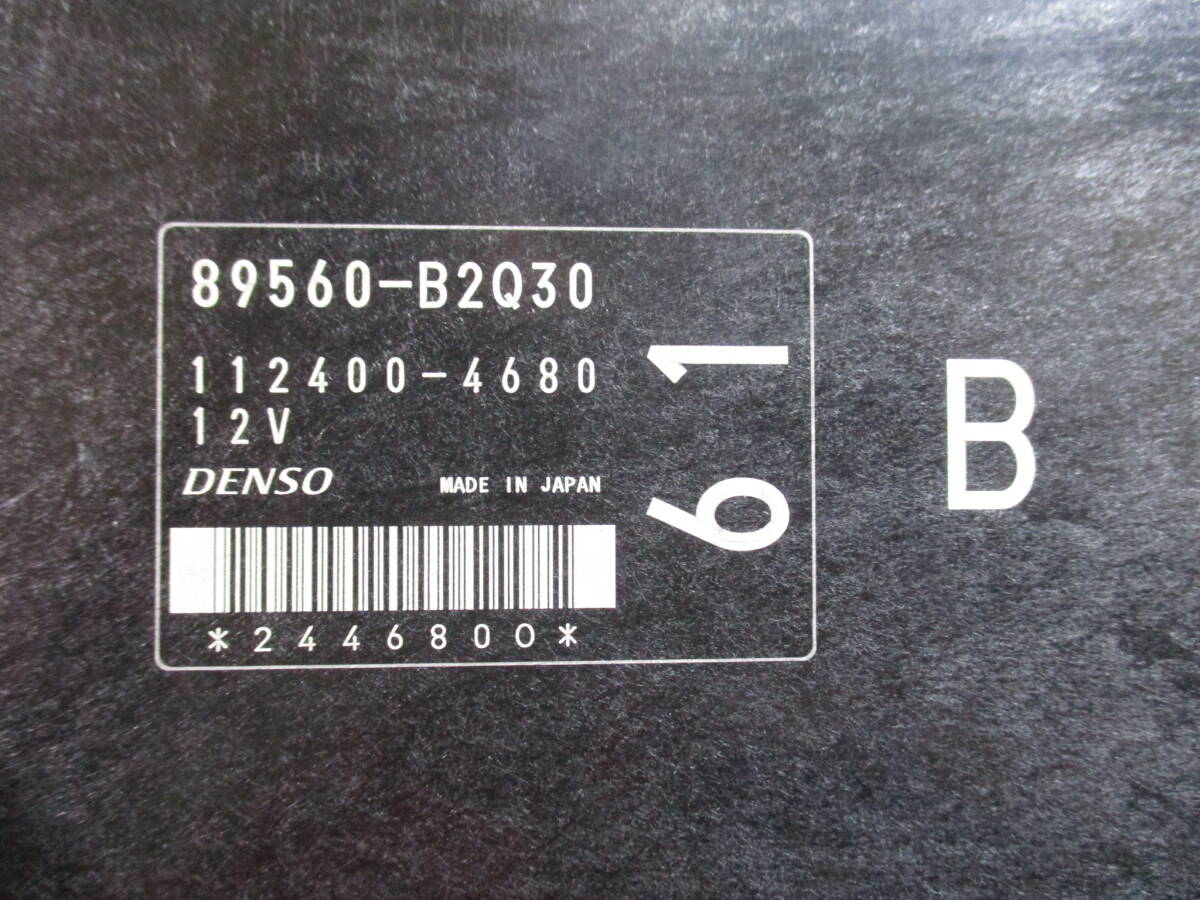 89560-B2Q30
112400-4680
12V
DENSO MADE IN JAPAN
*2446800*
61
B